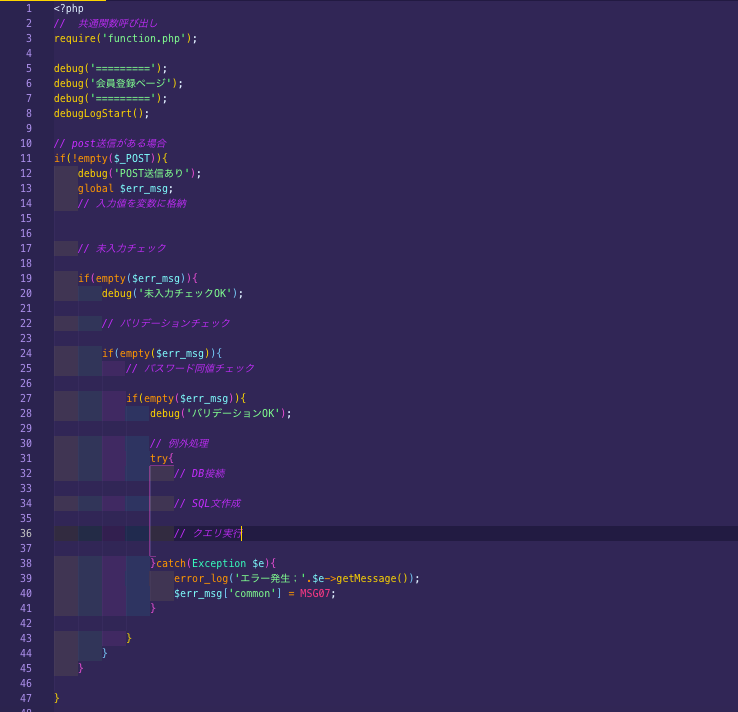 1 <?php
2 // 共通関数呼び出し
3 require('function.php');
4
5 debug('=========');
6 debug('会員登録ページ');
7 debug('=========');
8 debugLogStart();
9
10 // post送信がある場合
11 if(!empty($_POST)){
12 debug('POST送信あり');
13 global $err_msg;
14 // 入力値を変数に格納
15
16
17 // 未入力チェック
18
19 if(empty($err_msg)){
20 debug('未入力チェックOK');
21
22 // バリデーションチェック
23
24 if(empty($err_msg)){
25 // パスワード同値チェック
26
27 if(empty($err_msg)){
28 debug('バリデーションOK');
29
30 // 例外処理
31 try{
32 // DB接続
33
34 // SQL文作成
35
36 // クエリ実行
37
38 }catch(Exception $e){
39 error_log('エラー発生：'.$e->getMessage());
40 $err_msg['common'] = MSG07;
41 }
42
43 }
44 }
45 }
46
47 }